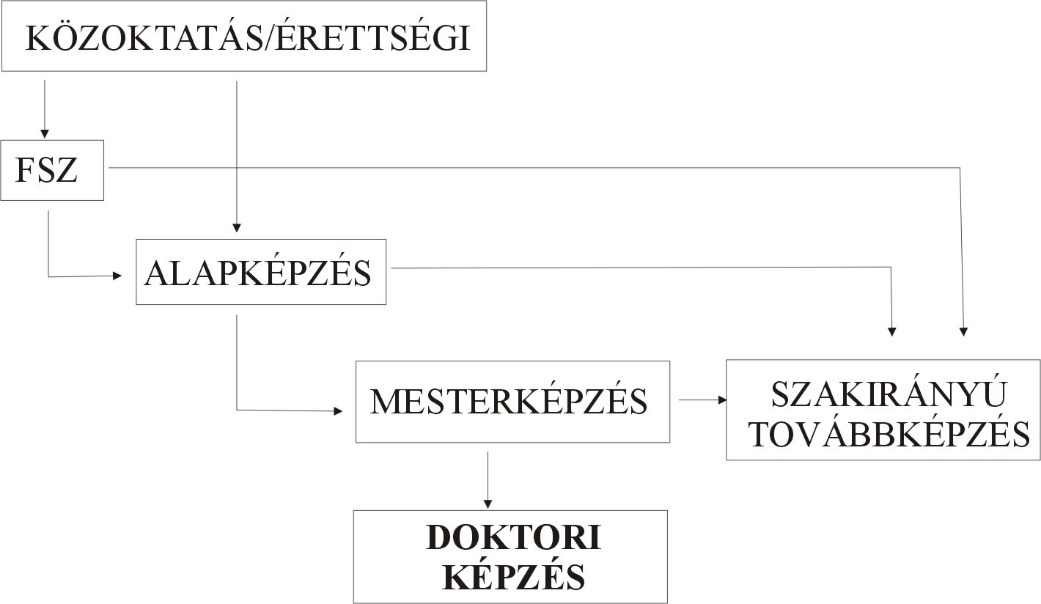 KÖZOKTATÁS/ÉRETTSÉGI
FSZ
ALAPKÉPZÉS
MESTERKÉPZÉS
SZAKIRÁNYÚ
TOVÁBBKÉPZÉS
DOKTORI
KÉPZÉS